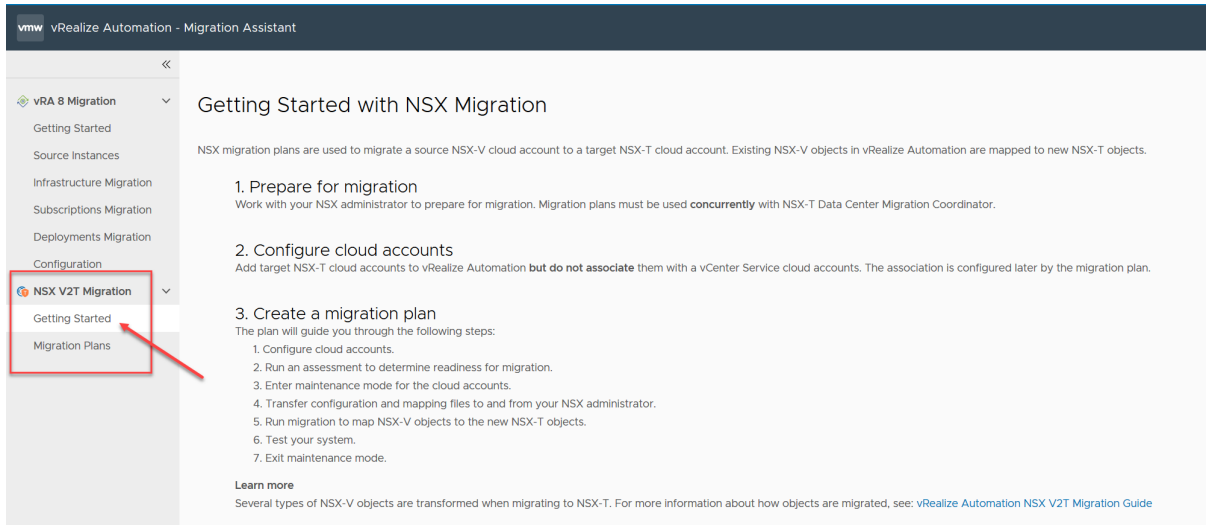 vmw vRealize Automation - Migration Assistant
vRA 8 Migration
Getting Started
Source Instances
Infrastructure Migration
Subscriptions Migration
Deployments Migration
Configuration
NSX V2T Migration
Getting Started
Migration Plans
Getting Started with NSX Migration
NSX migration plans are used to migrate a source NSX-V cloud account to a target NSX-T cloud account. Existing NSX-V objects in vRealize Automation are mapped to new NSX-T objects.
1. Prepare for migration
Work with your NSX administrator to prepare for migration. Migration plans must be used concurrently with NSX-T Data Center Migration Coordinator.
2. Configure cloud accounts
Add target NSX-T cloud accounts to vRealize Automation but do not associate them with a vCenter Service cloud accounts. The association is configured later by the migration plan.
3. Create a migration plan
The plan will guide you through the following steps:
1. Configure cloud accounts.
2. Run an assessment to determine readiness for migration.
3. Enter maintenance mode for the cloud accounts.
4. Transfer configuration and mapping files to and from your NSX administrator.
5. Run migration to map NSX-V objects to the new NSX-T objects.
6. Test your system.
7. Exit maintenance mode.
Learn more
Several types of NSX-V objects are transformed when migrating to NSX-T. For more information about how objects are migrated, see: vRealize Automation NSX V2T Migration Guide